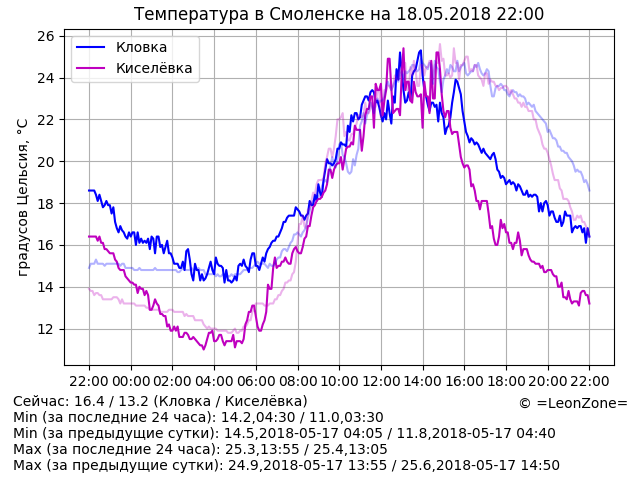 Температура в Смоленске на 18.05.2018 22:00
Кловка
Киселёвка
градусов Цельсия, °C
26
24
22
20
18
16
14
12
22:00 00:00 02:00 04:00 06:00 08:00 10:00 12:00 14:00 16:00 18:00 20:00 22:00
Сейчас: 16.4 / 13.2 (Кловка / Киселёвка)
© =LeonZone=
Min (за последние 24 часа): 14.2,04:30 / 11.0,03:30
Min (за предыдущие сутки): 14.5,2018-05-17 04:05 / 11.8,2018-05-17 04:40
Max (за последние 24 часа): 25.3,13:55 / 25.4,13:05
Max (за предыдущие сутки): 24.9,2018-05-17 13:55 / 25.6,2018-05-17 14:50